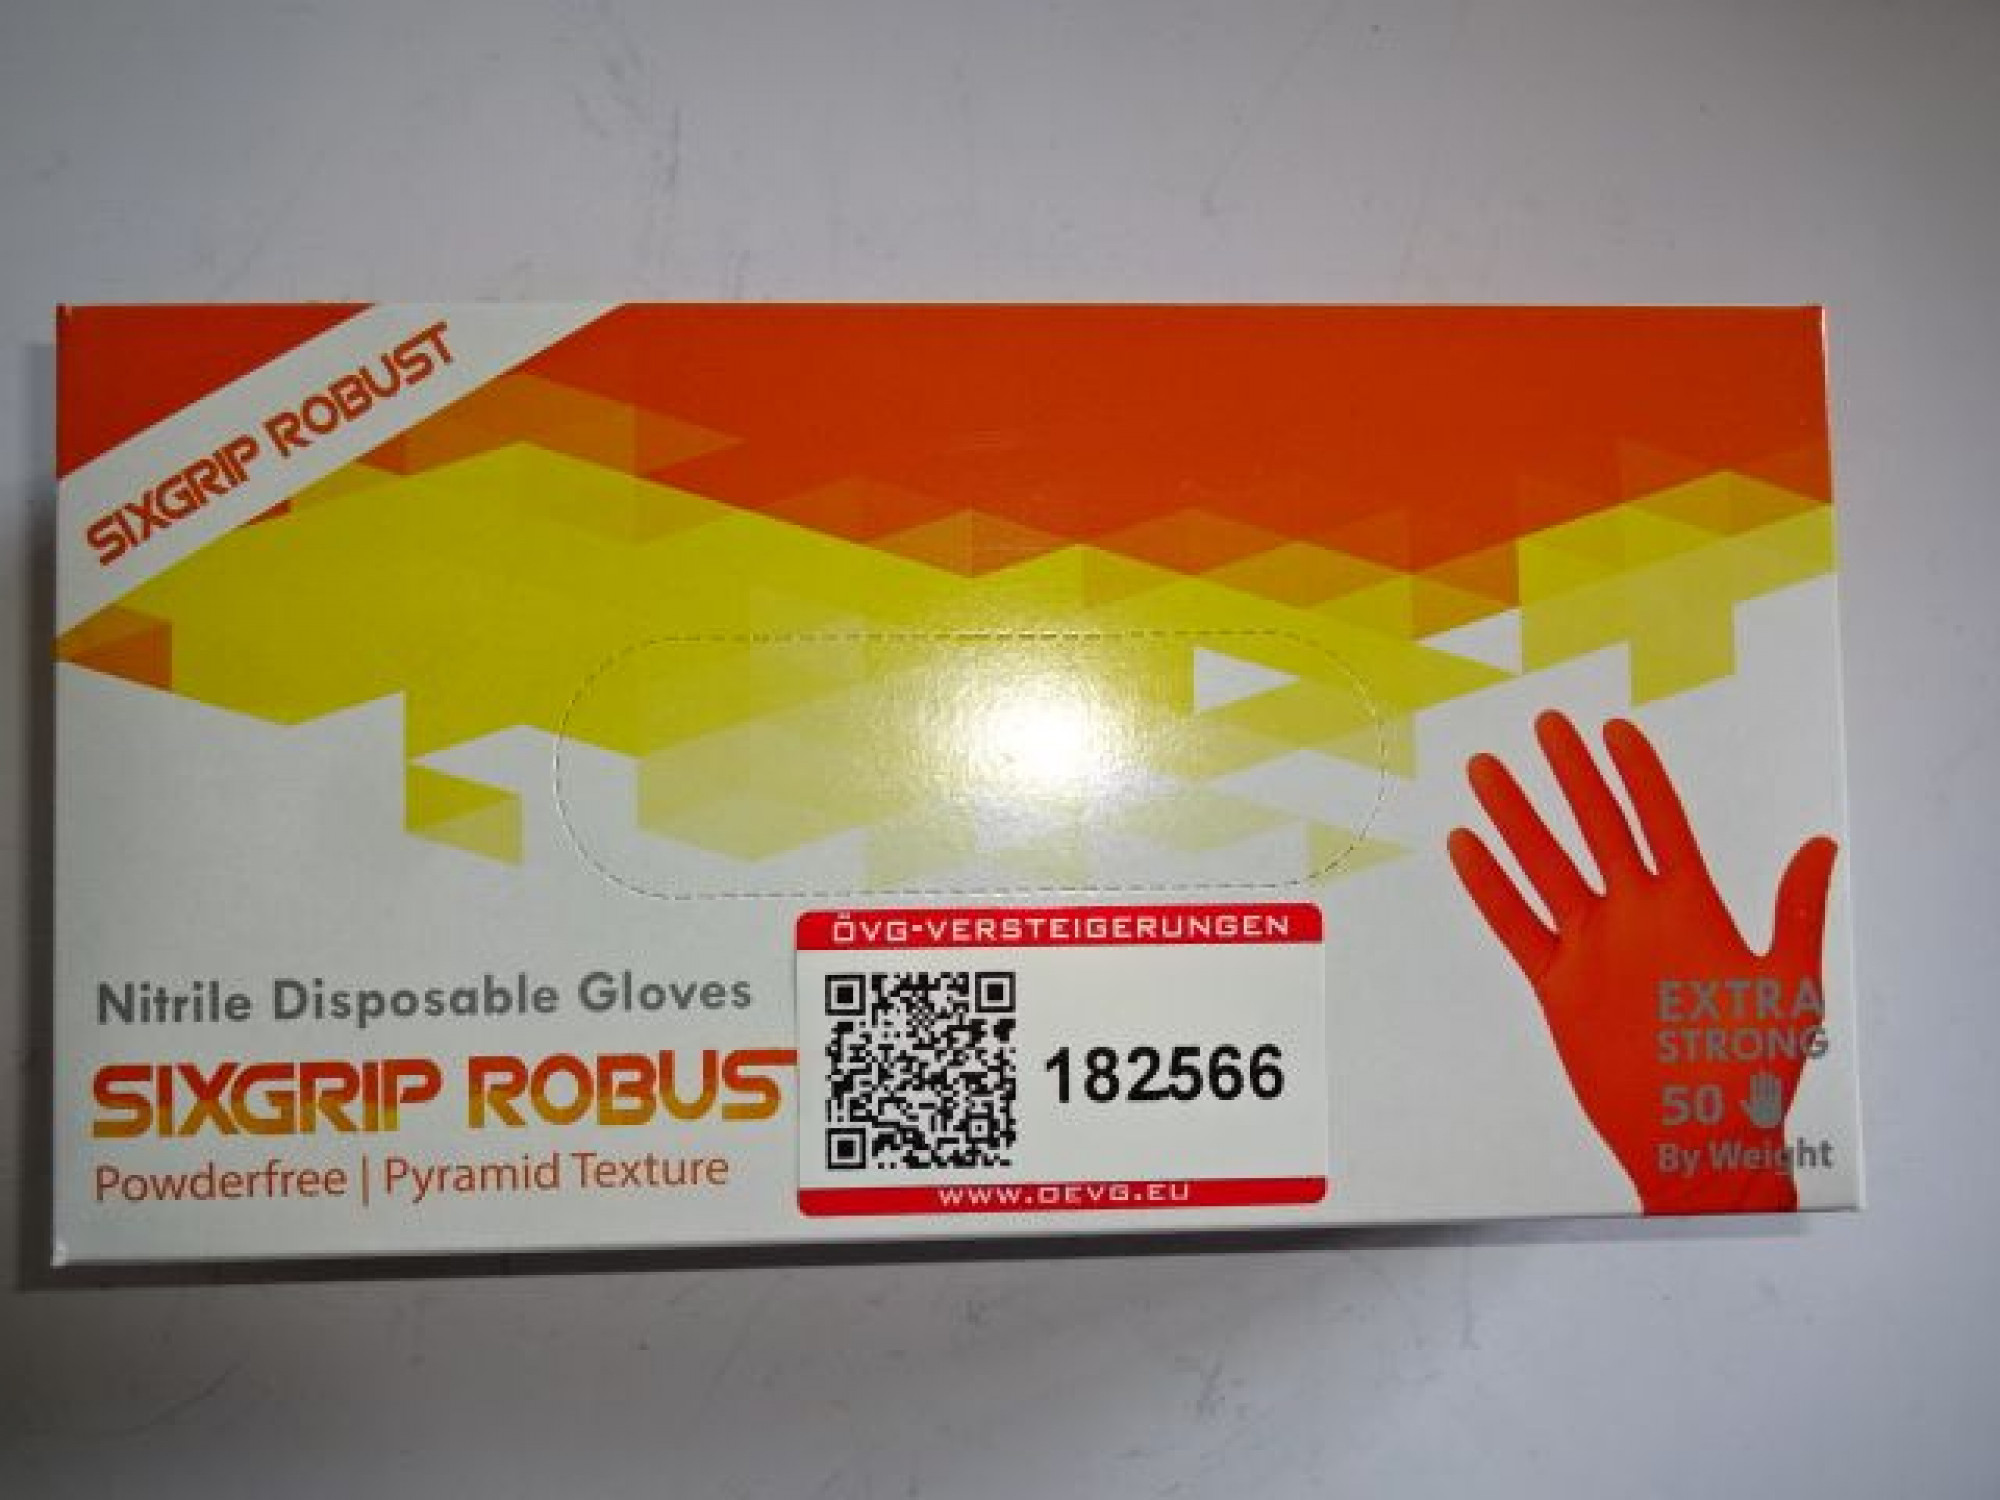 SIXGRIP ROBUST
Nitrile Disposable Gloves
SIXGRIP ROBUS
Powderfree | Pyramid Texture
ÖVG-VERSTEIGERUNGEN
182566
WWW.OEVG.EU
EXTRA
STRONG
50
By Weight